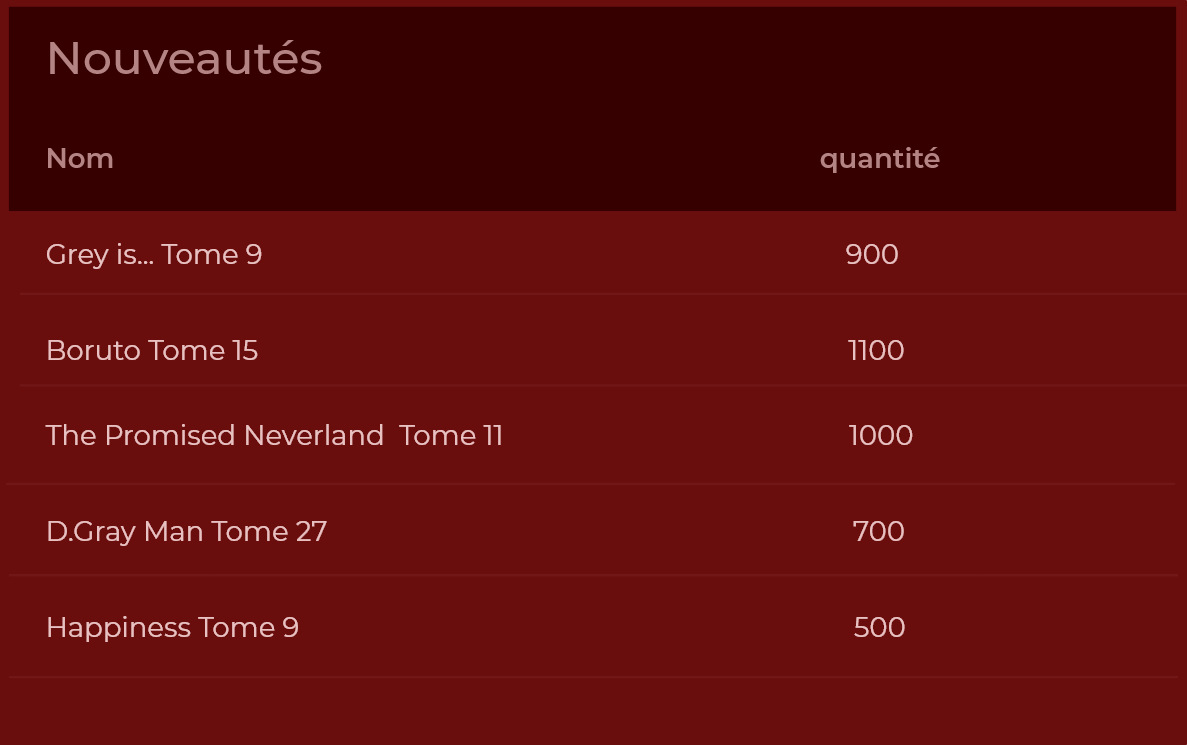 Nouveautés
Nom quantité
Grey is... Tome 9 900
Boruto Tome 15 1100
The Promised Neverland  Tome 11 1000
D.Gray Man Tome 27 700
Happiness Tome 9 500